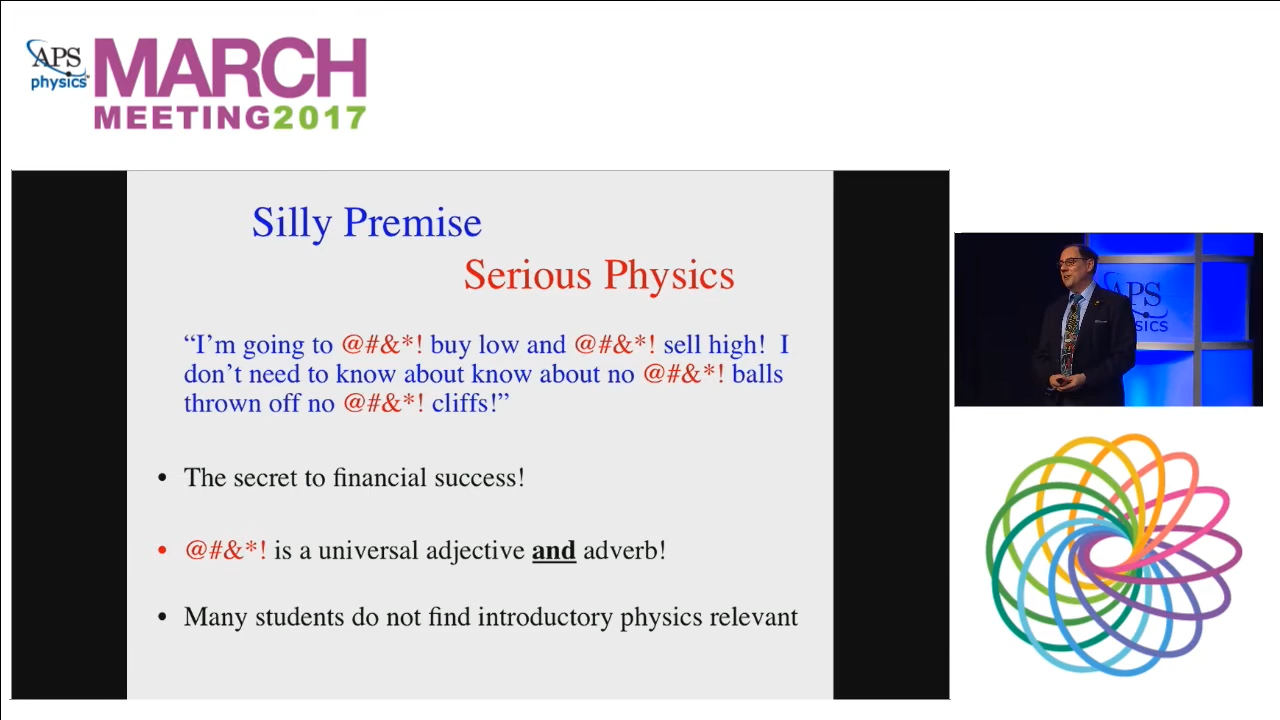 APS
physics
MARCH
MEETING2017
Silly Premise
Serious Physics
“I’m going to @#&*! buy low and @#&*! sell high! I
don’t need to know about know about no @#&*! balls
thrown off no @#&*! cliffs!”
• The secret to financial success!
• @#&*! is a universal adjective and adverb!
• Many students do not find introductory physics relevant
APS